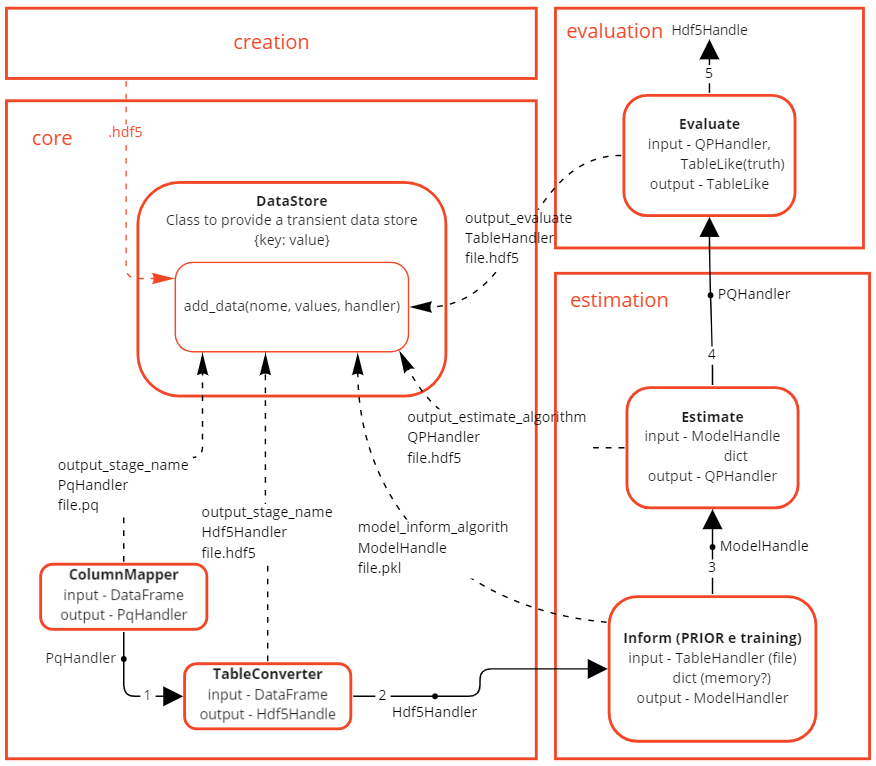 creation
evaluation
Hdf5Handle
5
core
.hdf5
Evaluate
input - QPHandler,
TableLike(truth)
output - TableLike
DataStore
Class to provide a transient data store
{key: value}
add_data(nome, values, handler)
output_evaluate
TableHandler
file.hdf5
estimation
PQHandler
4
output_estimate_algorithm
QPHandler
file.hdf5
Estimate
input - ModelHandle
dict
output - QPHandler
output_stage_name
PqHandler
file.pq
output_stage_name
Hdf5Handler
file.hdf5
model_inform_algorith
ModelHandle
file.pkl
ModelHandle
3
ColumnMapper
input - DataFrame
output - PqHandler
PqHandler
1
TableConverter
input - DataFrame
output - Hdf5Handle
2
Hdf5Handler
Inform (PRIOR e training)
input - TableHandler (file)
dict (memory?)
output - ModelHandler